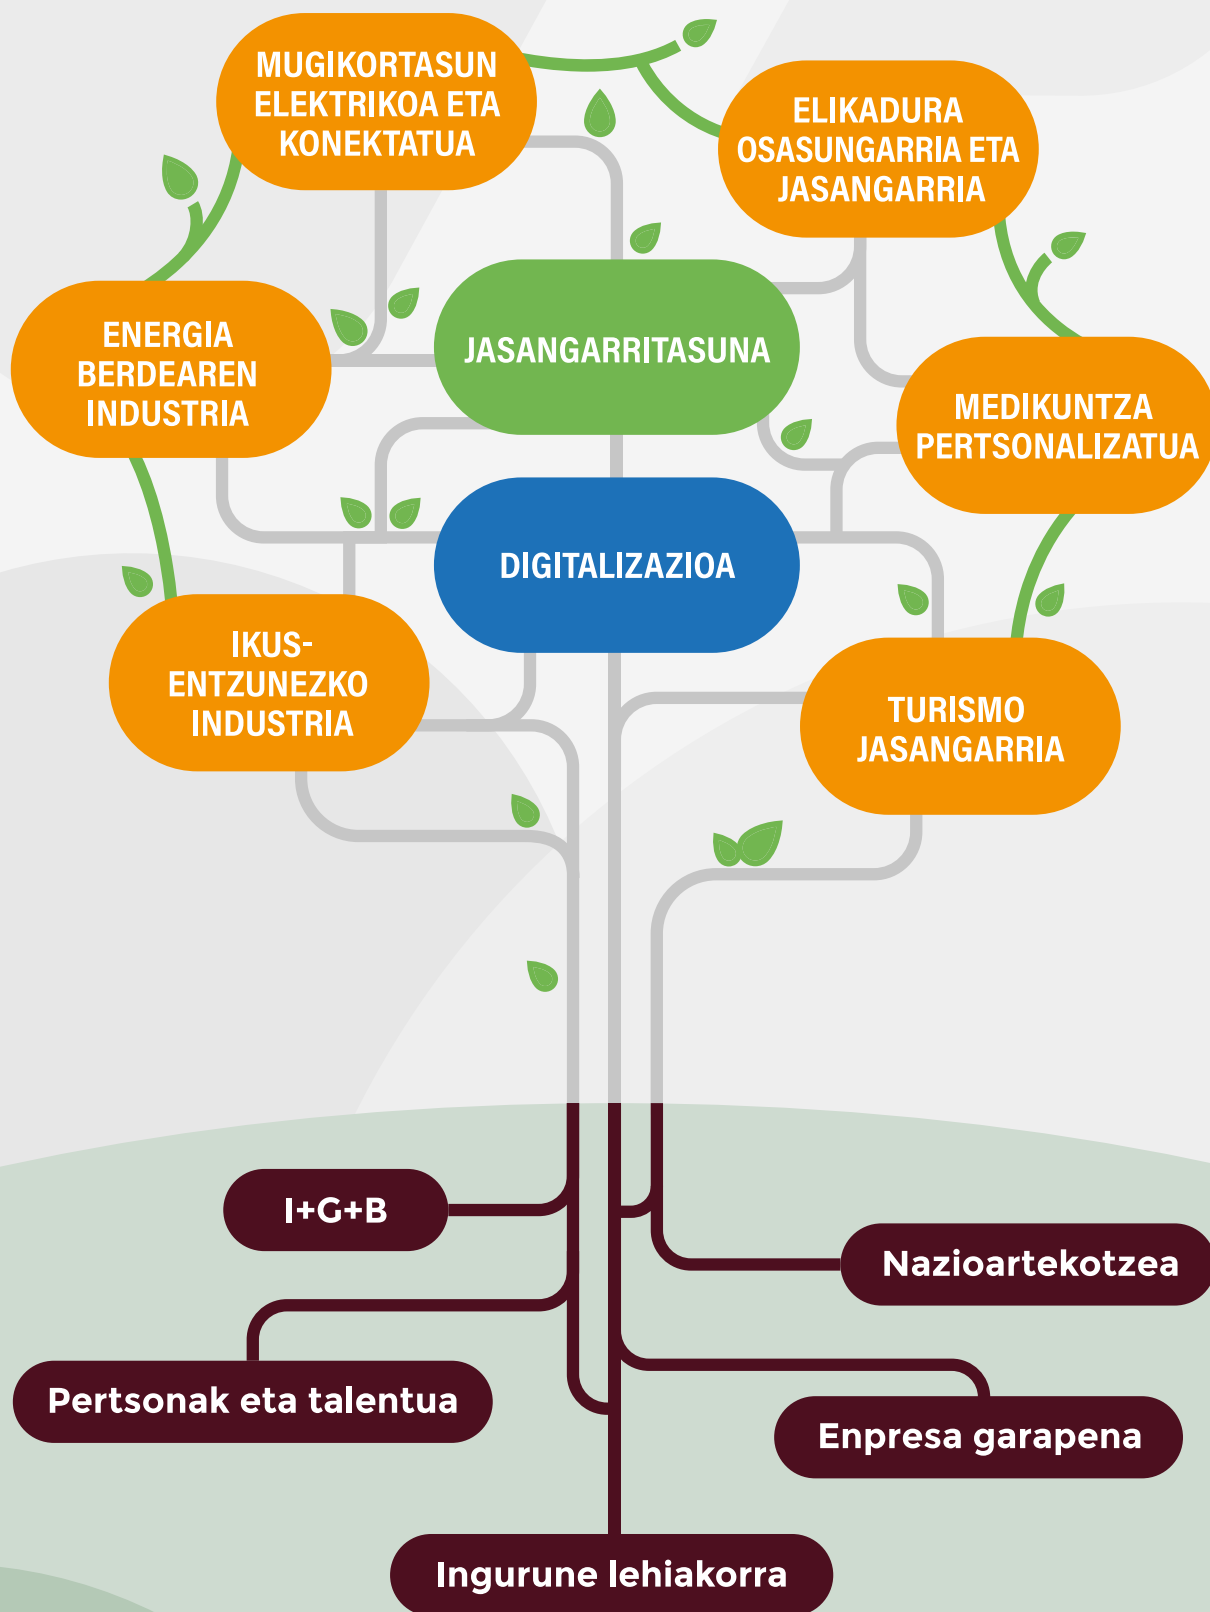 MUGIKORTASUN
ELEKTRIKOA ETA
KONEKTATUA
ELIKADURA
OSASUNGARRIA ETA
JASANGARRIA
ENERGIA
BERDEAREN
INDUSTRIA
JASANGARRITASUNA
MEDIKUNTZA
PERTSONALIZATUA
DIGITALIZAZIOA
IKUS-
ENTZUNEZKO
INDUSTRIA
TURISMO
JASANGARRIA
I+G+B
Nazioartekotzea
Pertsonak eta talentua
Enpresa garapena
Ingurune lehiakorra